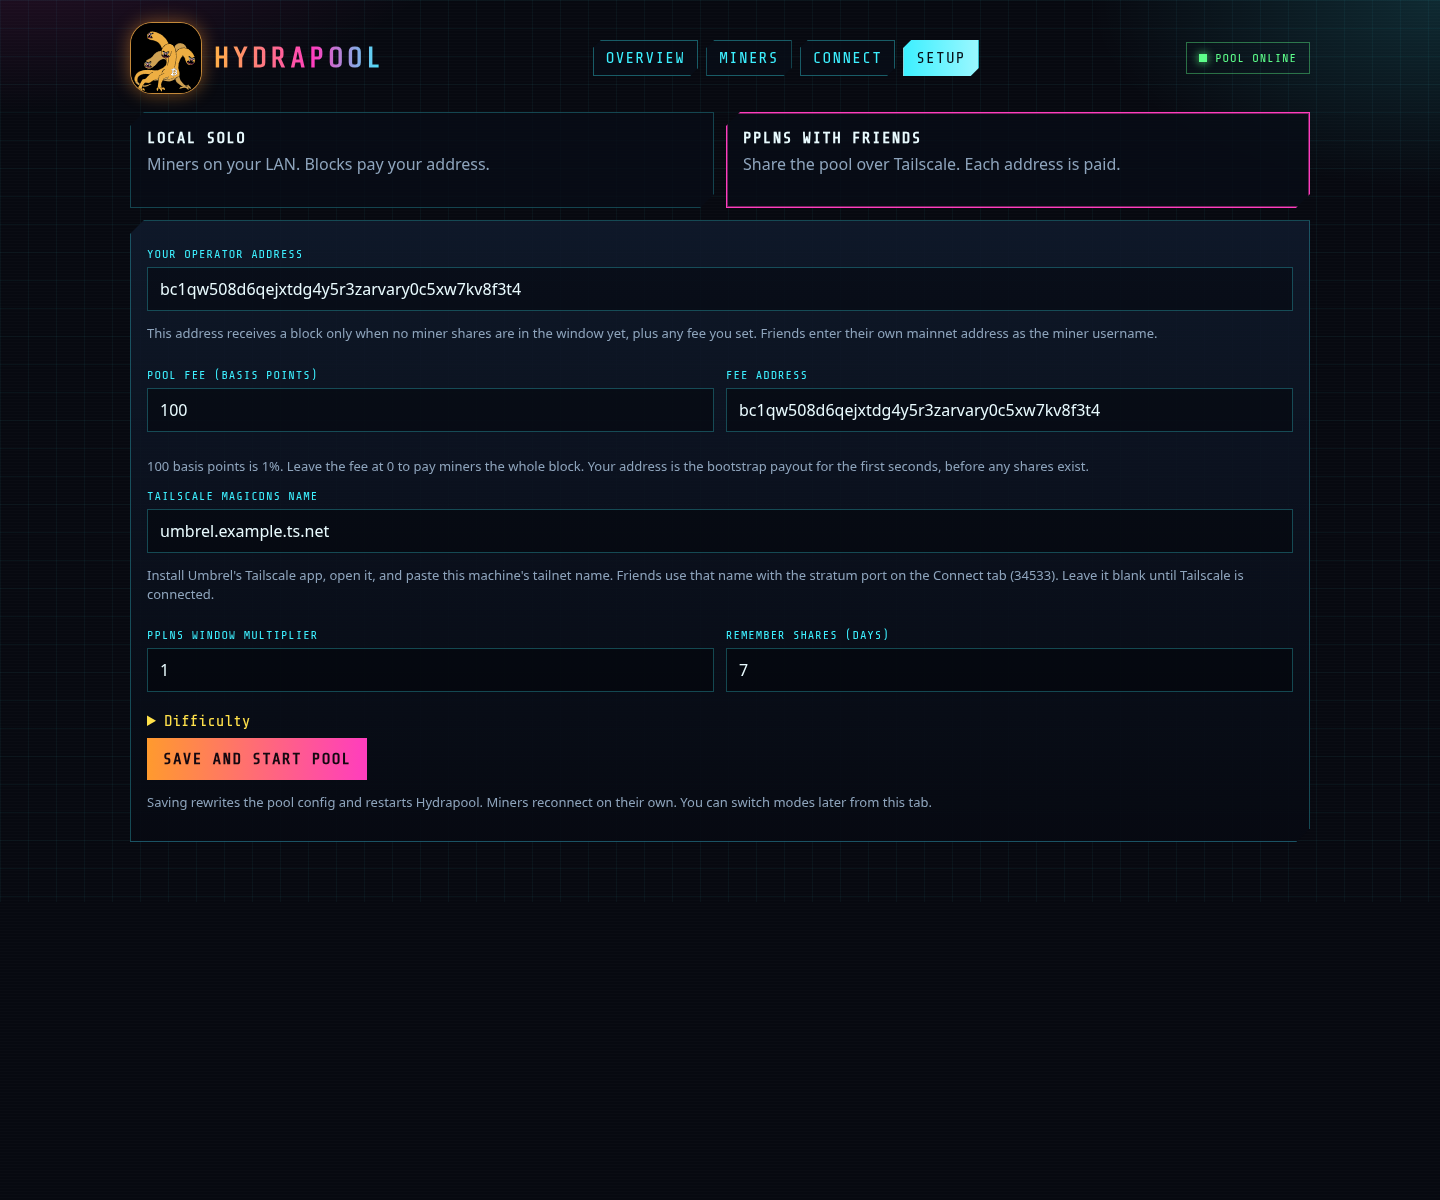 HYDRAPOOL
OVERVIEW
MINERS
CONNECT
SETUP
POOL ONLINE
LOCAL SOLO
Miners on your LAN. Blocks pay your address.
PPLNS WITH FRIENDS
Share the pool over Tailscale. Each address is paid.
YOUR OPERATOR ADDRESS
bc1qw508d6qejxtdg4y5r3zarvary0c5xw7kv8f3t4
This address receives a block only when no miner shares are in the window yet, plus any fee you set. Friends enter their own mainnet address as the miner username.
POOL FEE (BASIS POINTS)
100
FEE ADDRESS
bc1qw508d6qejxtdg4y5r3zarvary0c5xw7kv8f3t4
100 basis points is 1%. Leave the fee at 0 to pay miners the whole block. Your address is the bootstrap payout for the first seconds, before any shares exist.
TAILSCALE MAGICDNS NAME
umbrel.example.ts.net
Install Umbrel's Tailscale app, open it, and paste this machine's tailnet name. Friends use that name with the stratum port on the Connect tab (34533). Leave it blank until Tailscale is
connected.
PPLNS WINDOW MULTIPLIER
1
REMEMBER SHARES (DAYS)
7
Difficulty
SAVE AND START POOL
Saving rewrites the pool config and restarts Hydrapool. Miners reconnect on their own. You can switch modes later from this tab.